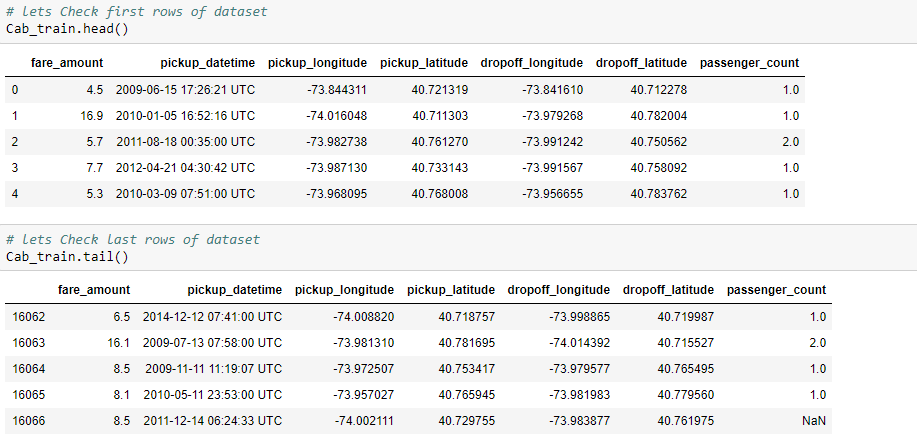 # lets Check first rows of dataset
Cab_train.head()
fare_amount pickup_datetime pickup_longitude pickup_latitude dropoff_longitude dropoff_latitude passenger_count
0 4.5 2009-06-15 17:26:21 UTC -73.844311 40.721319 -73.841610 40.712278 1.0
1 16.9 2010-01-05 16:52:16 UTC -74.016048 40.711303 -73.979268 40.782004 1.0
2 5.7 2011-08-18 00:35:00 UTC -73.982738 40.761270 -73.991242 40.750562 2.0
3 7.7 2012-04-21 04:30:42 UTC -73.987130 40.733143 -73.991567 40.758092 1.0
4 5.3 2010-03-09 07:51:00 UTC -73.968095 40.768008 -73.956655 40.783762 1.0
# lets Check last rows of dataset
Cab_train.tail()
fare_amount pickup_datetime pickup_longitude pickup_latitude dropoff_longitude dropoff_latitude passenger_count
16062 6.5 2014-12-12 07:41:00 UTC -74.008820 40.718757 -73.998865 40.719987 1.0
16063 16.1 2009-07-13 07:58:00 UTC -73.981310 40.781695 -74.014392 40.715527 2.0
16064 8.5 2009-11-11 11:19:07 UTC -73.972507 40.753417 -73.979577 40.765495 1.0
16065 8.1 2010-05-11 23:53:00 UTC -73.957027 40.765945 -73.981983 40.779560 1.0
16066 8.5 2011-12-14 06:24:33 UTC -74.002111 40.729755 -73.983877 40.761975 NaN